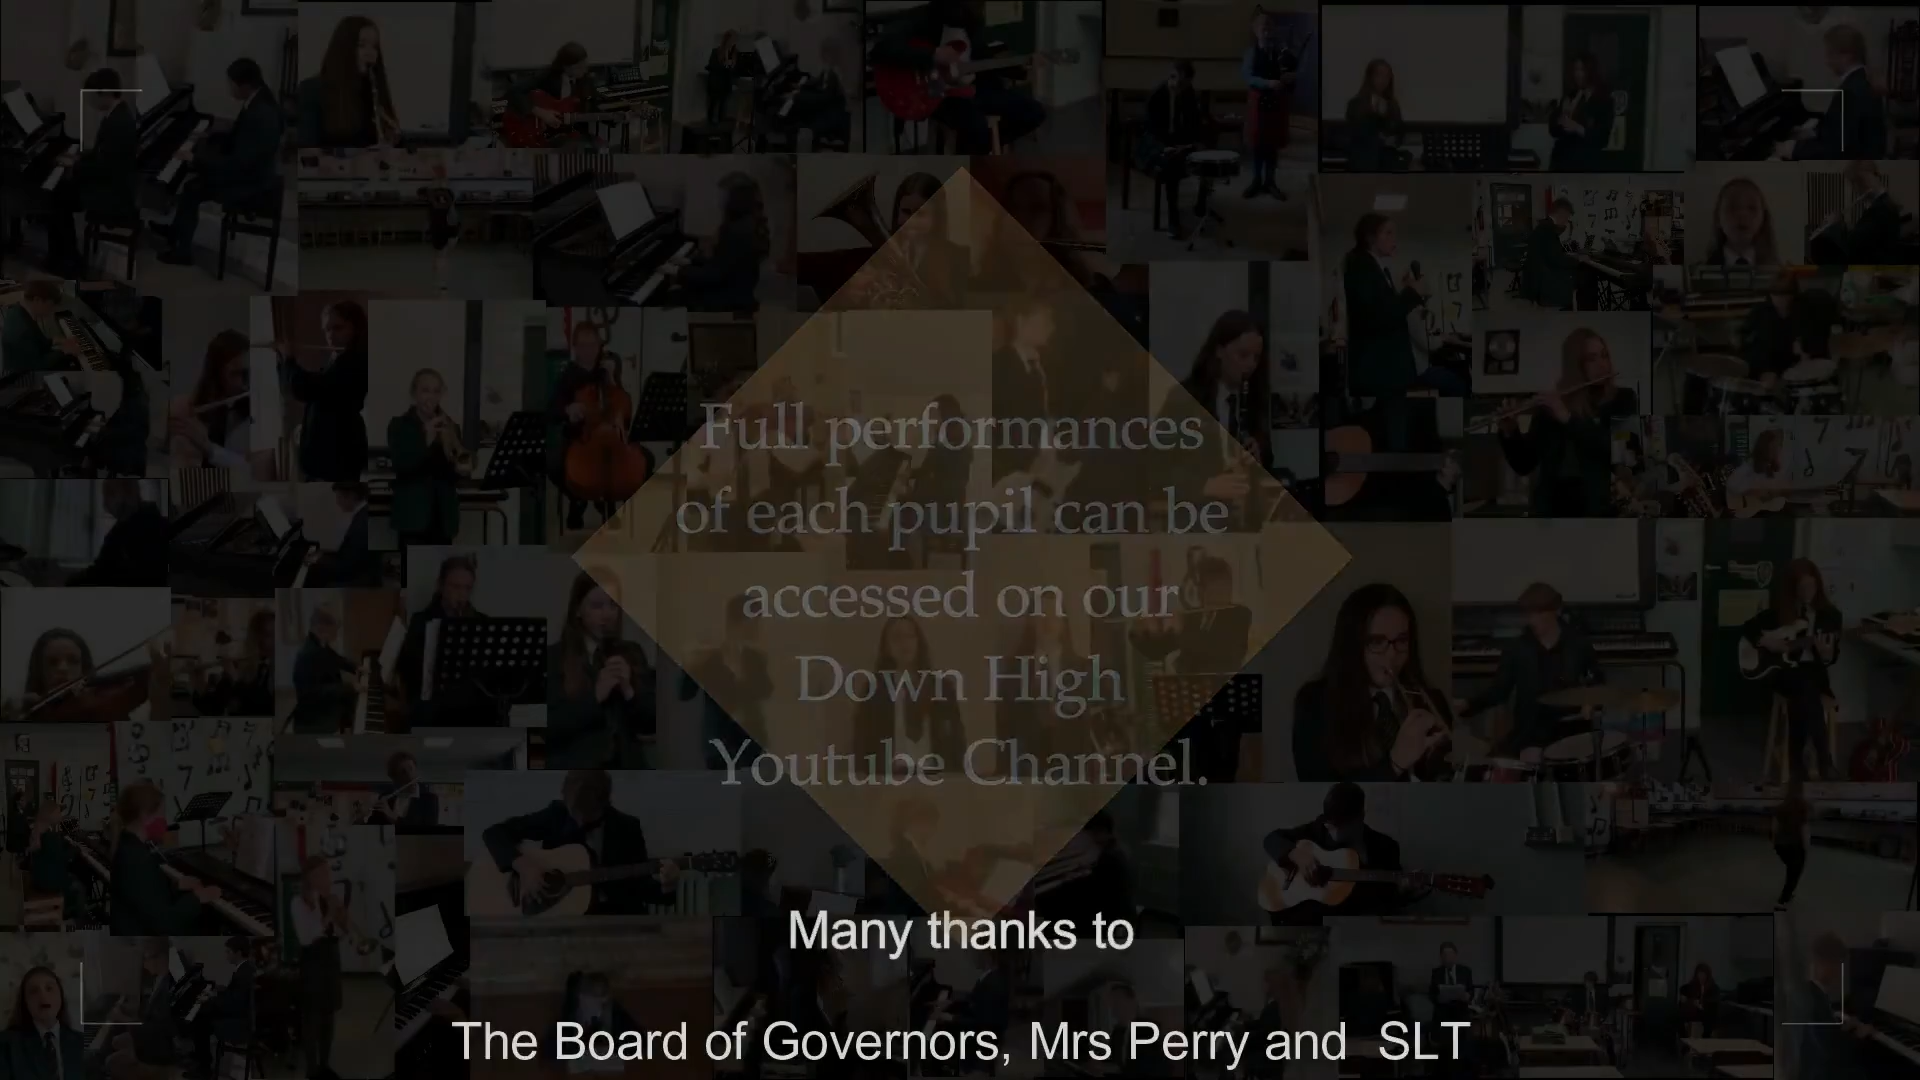 Full performances
of each pupil can be
accessed on our
Down High
Youtube Channel.
Many thanks to
The Board of Governors, Mrs Perry and  SLT